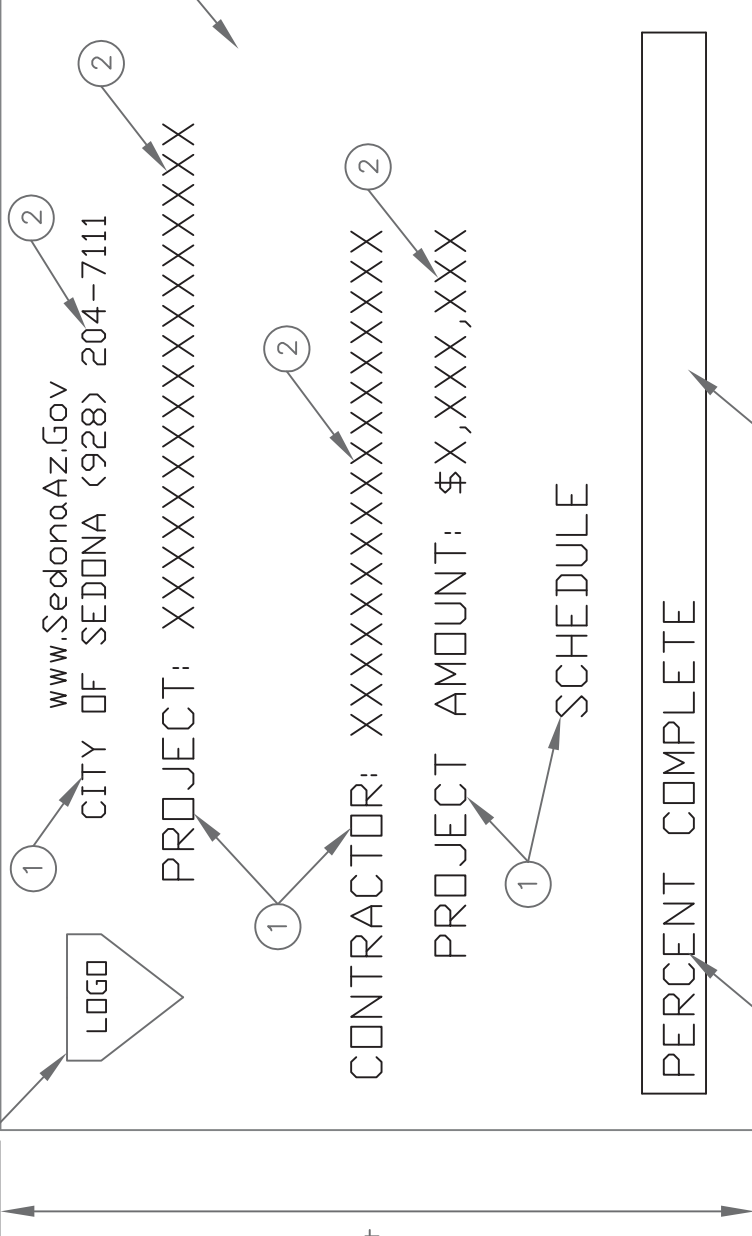 1 2
www.SedonaAz.Gov
LOGO
CITY OF SEDONA (928) 204-7111
2
PROJECT: XXXXXXXXXXXXXXXXX
1 2
CONTRACTOR: XXXXXXXXXXXXXXXXX
2
PROJECT AMOUNT: $X,XXX,XXX
1
SCHEDULE
PERCENT COMPLETE